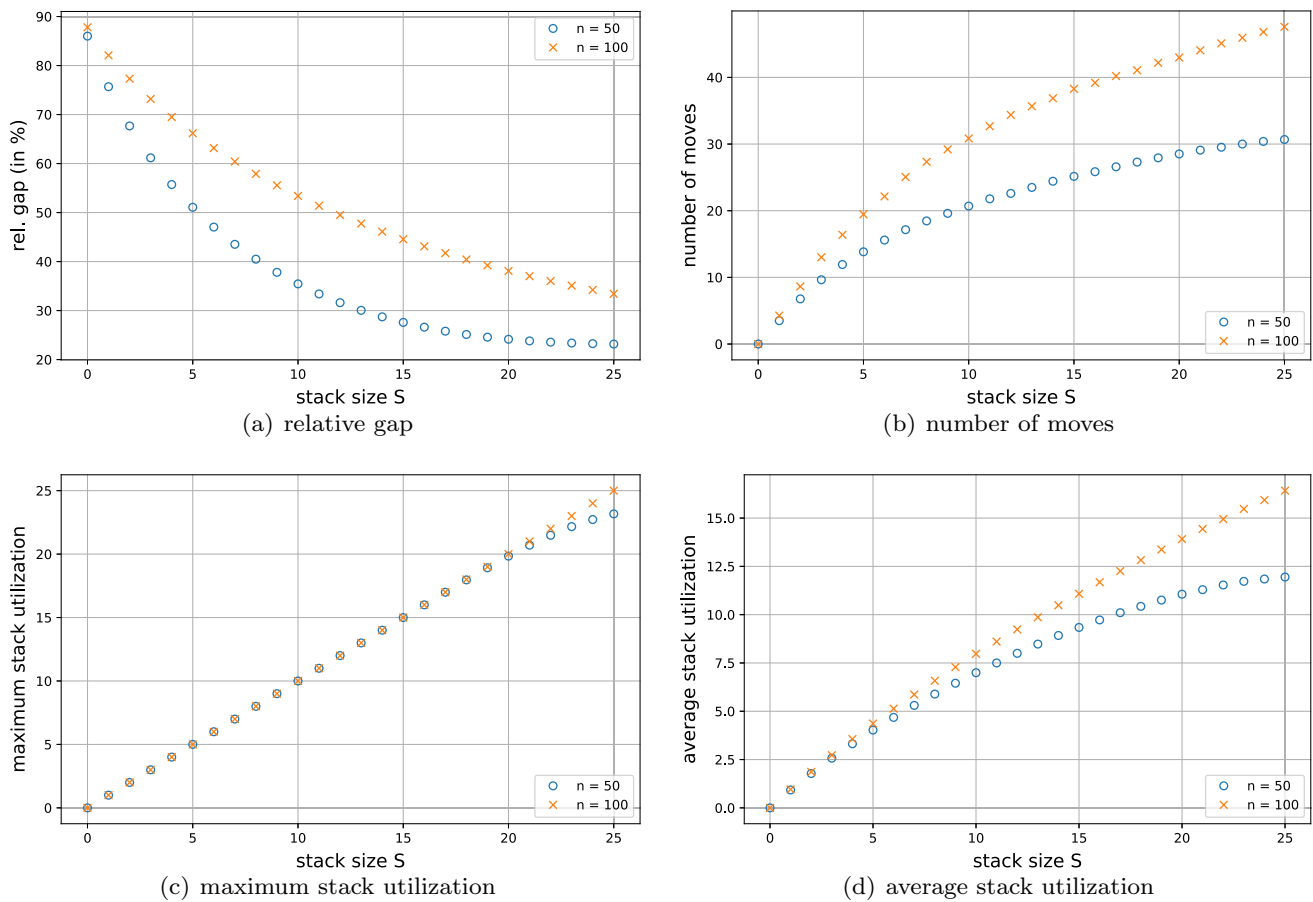 90
80
70
60
50
40
30
20
rel. gap (in %)
n = 50
n = 100
0 5 10 15 20 25
stack size S
(a) relative gap
40
30
20
10
0
number of moves
n = 50
n = 100
0 5 10 15 20 25
stack size S
(b) number of moves
25
20
15
10
5
0
maximum stack utilization
n = 50
n = 100
0 5 10 15 20 25
stack size S
(c) maximum stack utilization
15.0
12.5
10.0
7.5
5.0
2.5
0.0
average stack utilization
n = 50
n = 100
0 5 10 15 20 25
stack size S
(d) average stack utilization